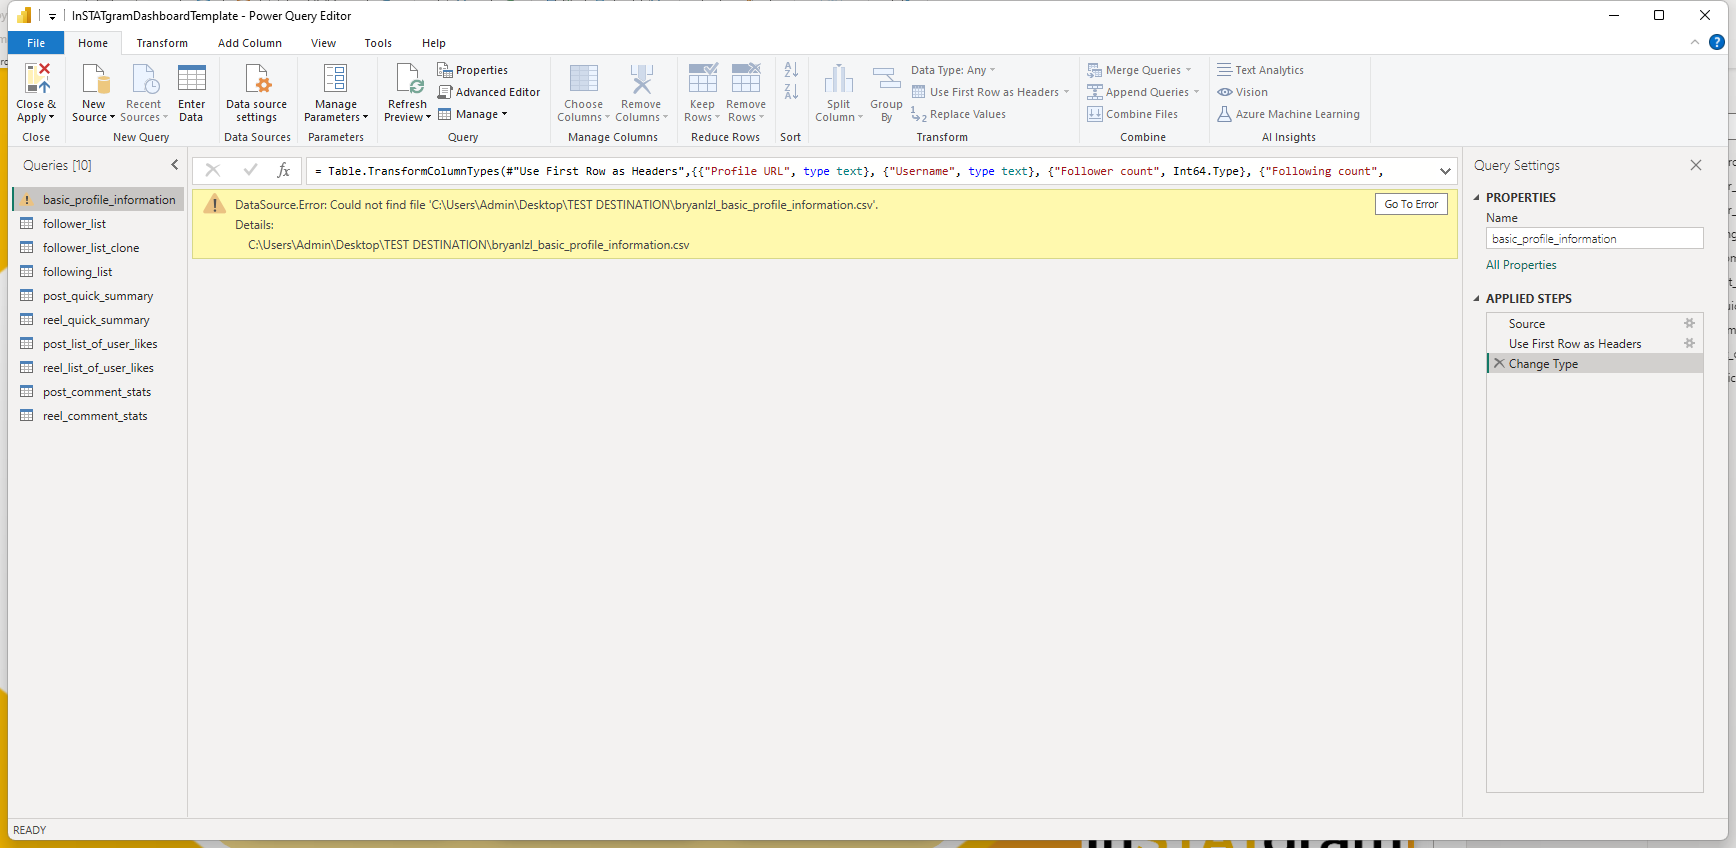 InSTATgramDashboardTemplate - Power Query Editor
File Home Transform Add Column View Tools Help
Close & Apply
New Source
Recent Sources
Enter Data
Data source settings
Manage Parameters
Refresh Preview
Properties
Advanced Editor
Manage
Choose Columns
Remove Columns
Keep Rows
Remove Rows
Split Column
Group By
Data Type: Any
Use First Row as Headers
Replace Values
Merge Queries
Append Queries
Combine Files
Text Analytics
Vision
Azure Machine Learning
Close New Query Data Sources Parameters Query Manage Columns Reduce Rows Sort Transform Combine AI Insights
Queries [10]
basic_profile_information
follower_list
follower_list_clone
following_list
post_quick_summary
reel_quick_summary
post_list_of_user_likes
reel_list_of_user_likes
post_comment_stats
reel_comment_stats
fx
= Table.TransformColumnTypes(#"Use First Row as Headers",{{"Profile URL", type text}, {"Username", type text}, {"Follower count", Int64.Type}, {"Following count",
DataSource.Error: Could not find file 'C:\Users\Admin\Desktop\TEST DESTINATION\bryanlzl_basic_profile_information.csv'.
Details:
C:\Users\Admin\Desktop\TEST DESTINATION\bryanlzl_basic_profile_information.csv
Go To Error
Query Settings
PROPERTIES
Name
basic_profile_information
All Properties
APPLIED STEPS
Source
Use First Row as Headers
Change Type
READY